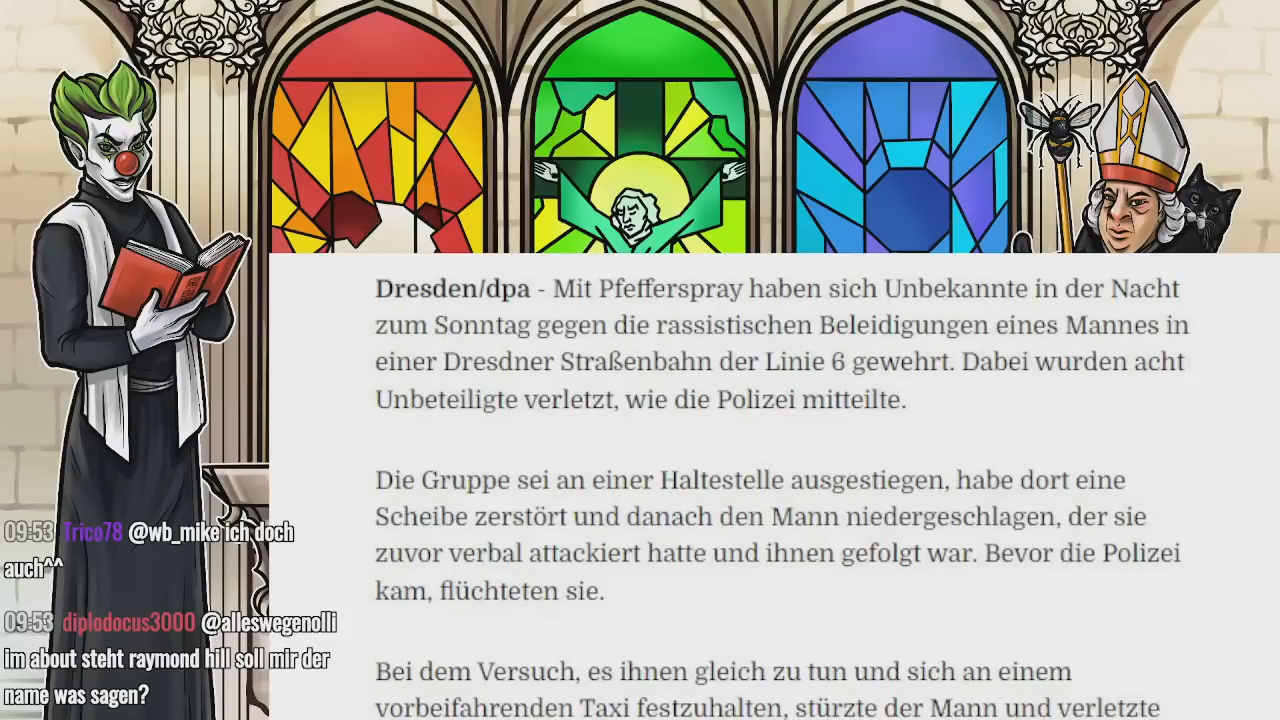 Dresden/dpa - Mit Pfefferspray haben sich Unbekannte in der Nacht
zum Sonntag gegen die rassistischen Beleidigungen eines Mannes in
einer Dresdner Straßenbahn der Linie 6 gewehrt. Dabei wurden acht
Unbeteiligte verletzt, wie die Polizei mitteilte.
Die Gruppe sei an einer Haltestelle ausgestiegen, habe dort eine
Scheibe zerstört und danach den Mann niedergeschlagen, der sie
zuvor verbal attackiert hatte und ihnen gefolgt war. Bevor die Polizei
kam, flüchteten sie.
Bei dem Versuch, es ihnen gleich zu tun und sich an einem
vorbeifahrenden Taxi festzuhalten, stürzte der Mann und verletzte
09:53 Trico78 @wb_mike ich doch
auch^^
09:53 diplodocus3000 @alleswegenolli
im about steht raymond hill soll mir der
name was sagen?